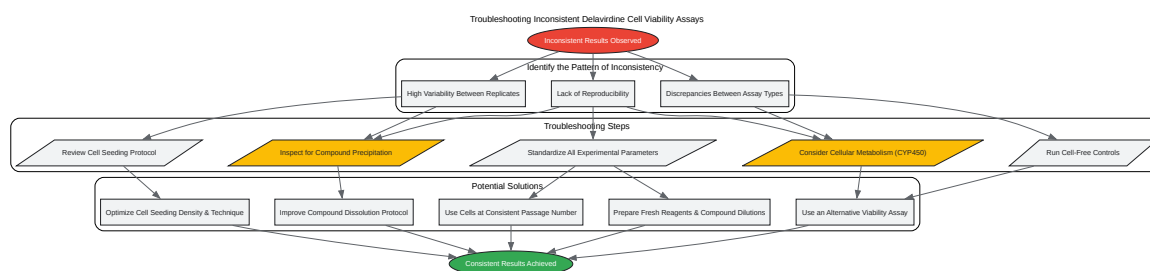 Troubleshooting Inconsistent Delavirdine Cell Viability Assays
Inconsistent Results Observed
Identify the Pattern of Inconsistency
High Variability Between Replicates
Lack of Reproducibility
Discrepancies Between Assay Types
Troubleshooting Steps
Review Cell Seeding Protocol
Inspect for Compound Precipitation
Standardize All Experimental Parameters
Consider Cellular Metabolism (CYP450)
Run Cell-Free Controls
Potential Solutions
Optimize Cell Seeding Density & Technique
Improve Compound Dissolution Protocol
Use Cells at Consistent Passage Number
Prepare Fresh Reagents & Compound Dilutions
Use an Alternative Viability Assay
Consistent Results Achieved